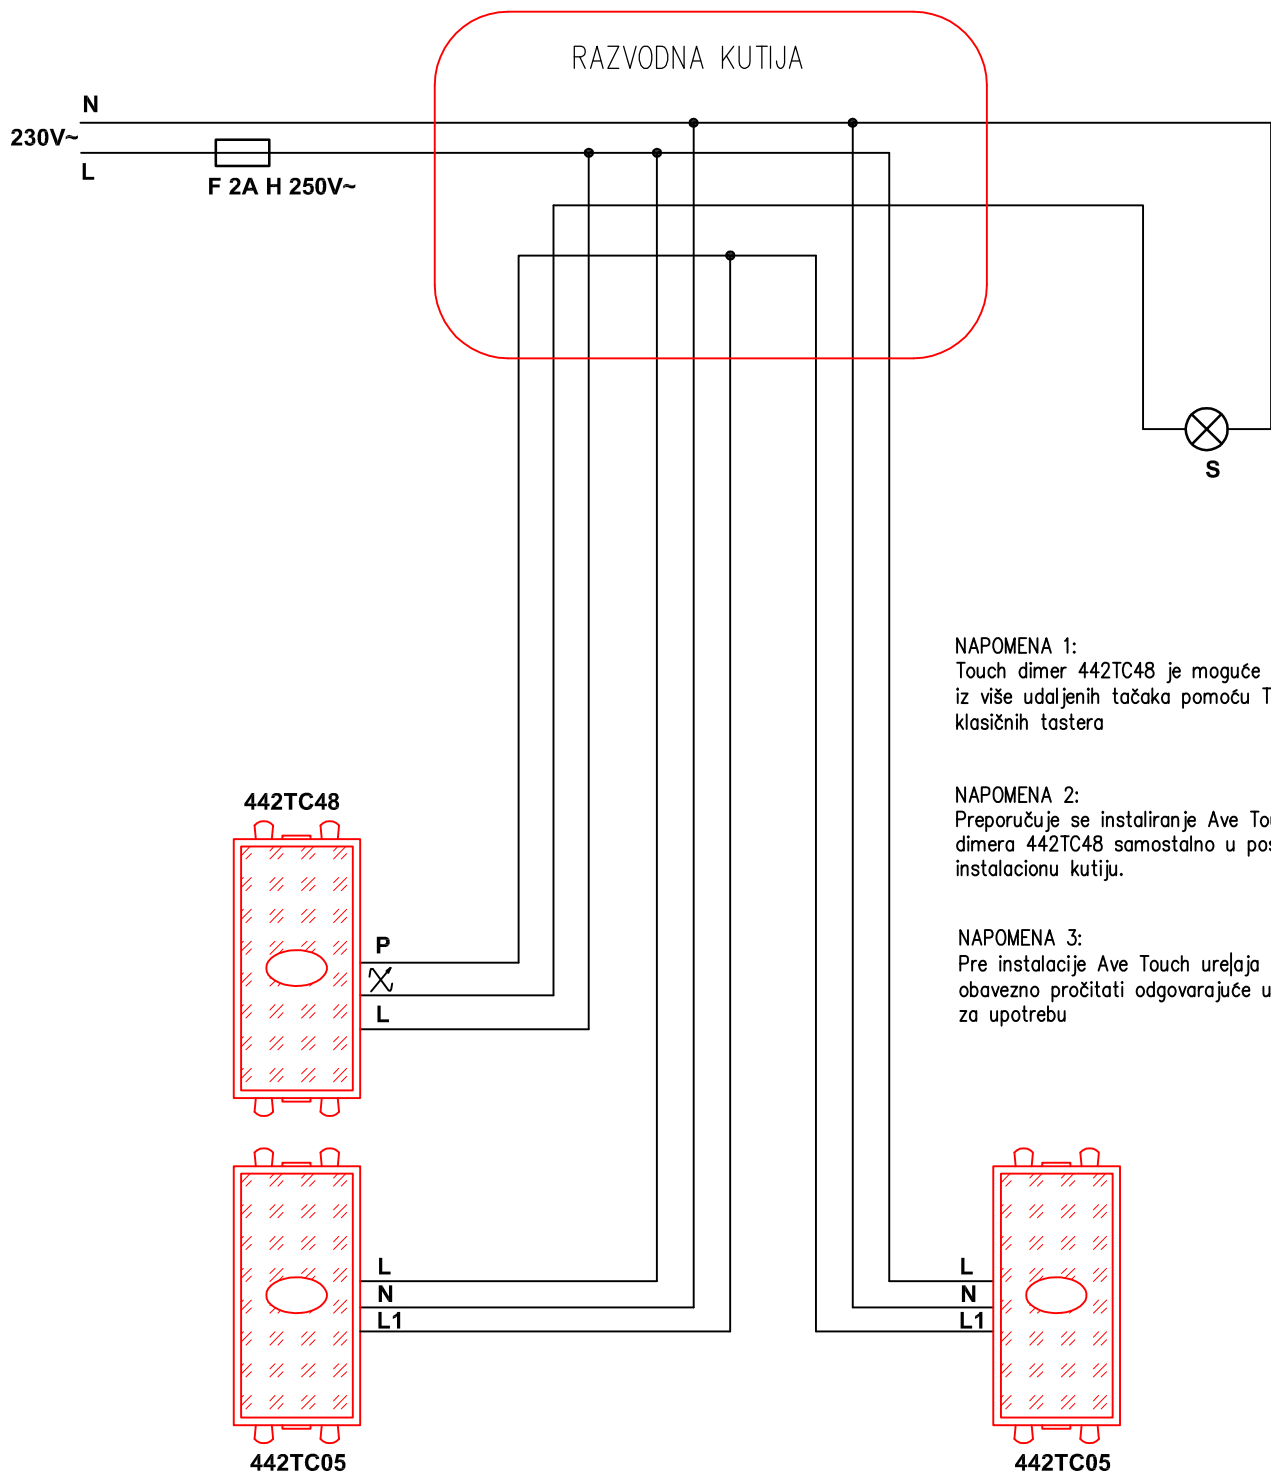 RAZVODNA KUTIJA
N
230V~
L
F 2A H 250V~
S
NAPOMENA 1:
Touch dimer 442TC48 je moguće
iz više udaljenih tačaka pomoću T
klasičnih tastera
442TC48
NAPOMENA 2:
Preporučuje se instaliranje Ave Tou
dimera 442TC48 samostalno u pos
instalacionu kutiju.
P
L
NAPOMENA 3:
Pre instalacije Ave Touch ure|aja
obavezno pročitati odgovarajuće u
za upotrebu
L
N
L1
442TC05
L
N
L1
442TC05